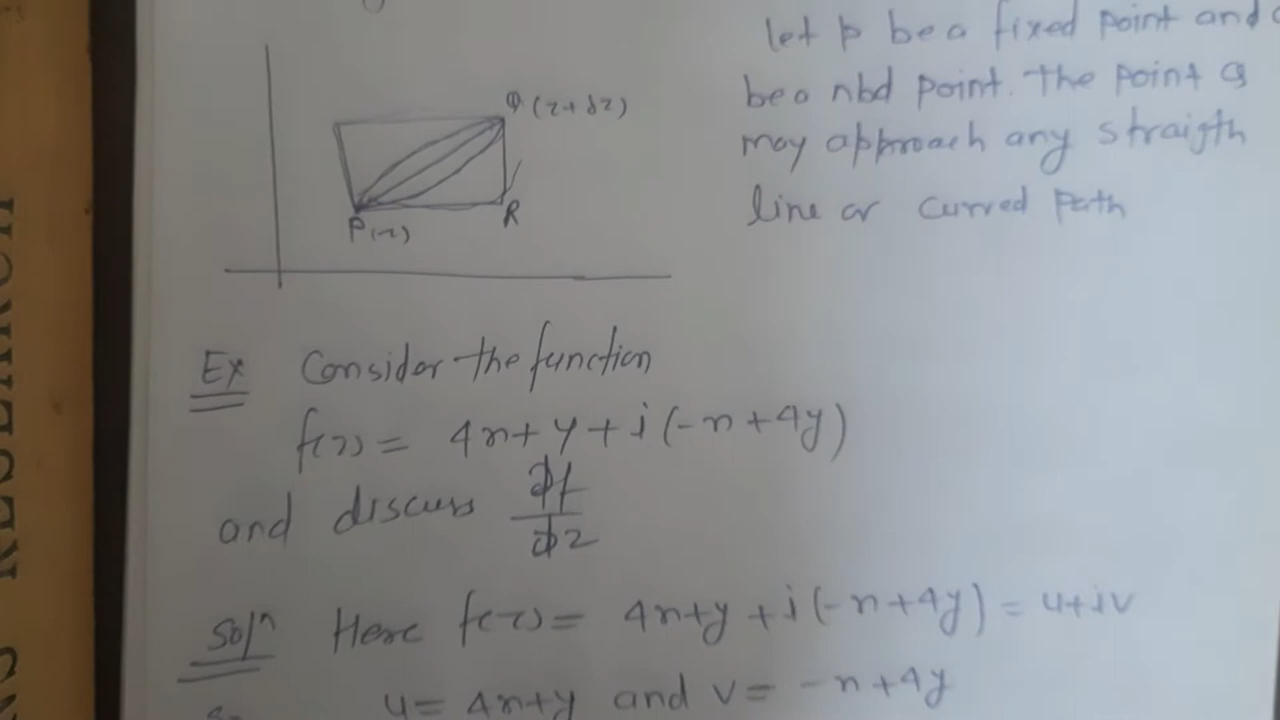 let p be a fixed point and
be a nbd point. The point Q
may approach any straigth
line or curved path
Q (z+δz)
P(z)
R
Ex Consider the function
f(z) = 4x+y+i(-x+4y)
and discuss df/dz
Solⁿ Here f(z) = 4x+y+i(-x+4y) = u+iv
u= 4x+y and v= -x+4y